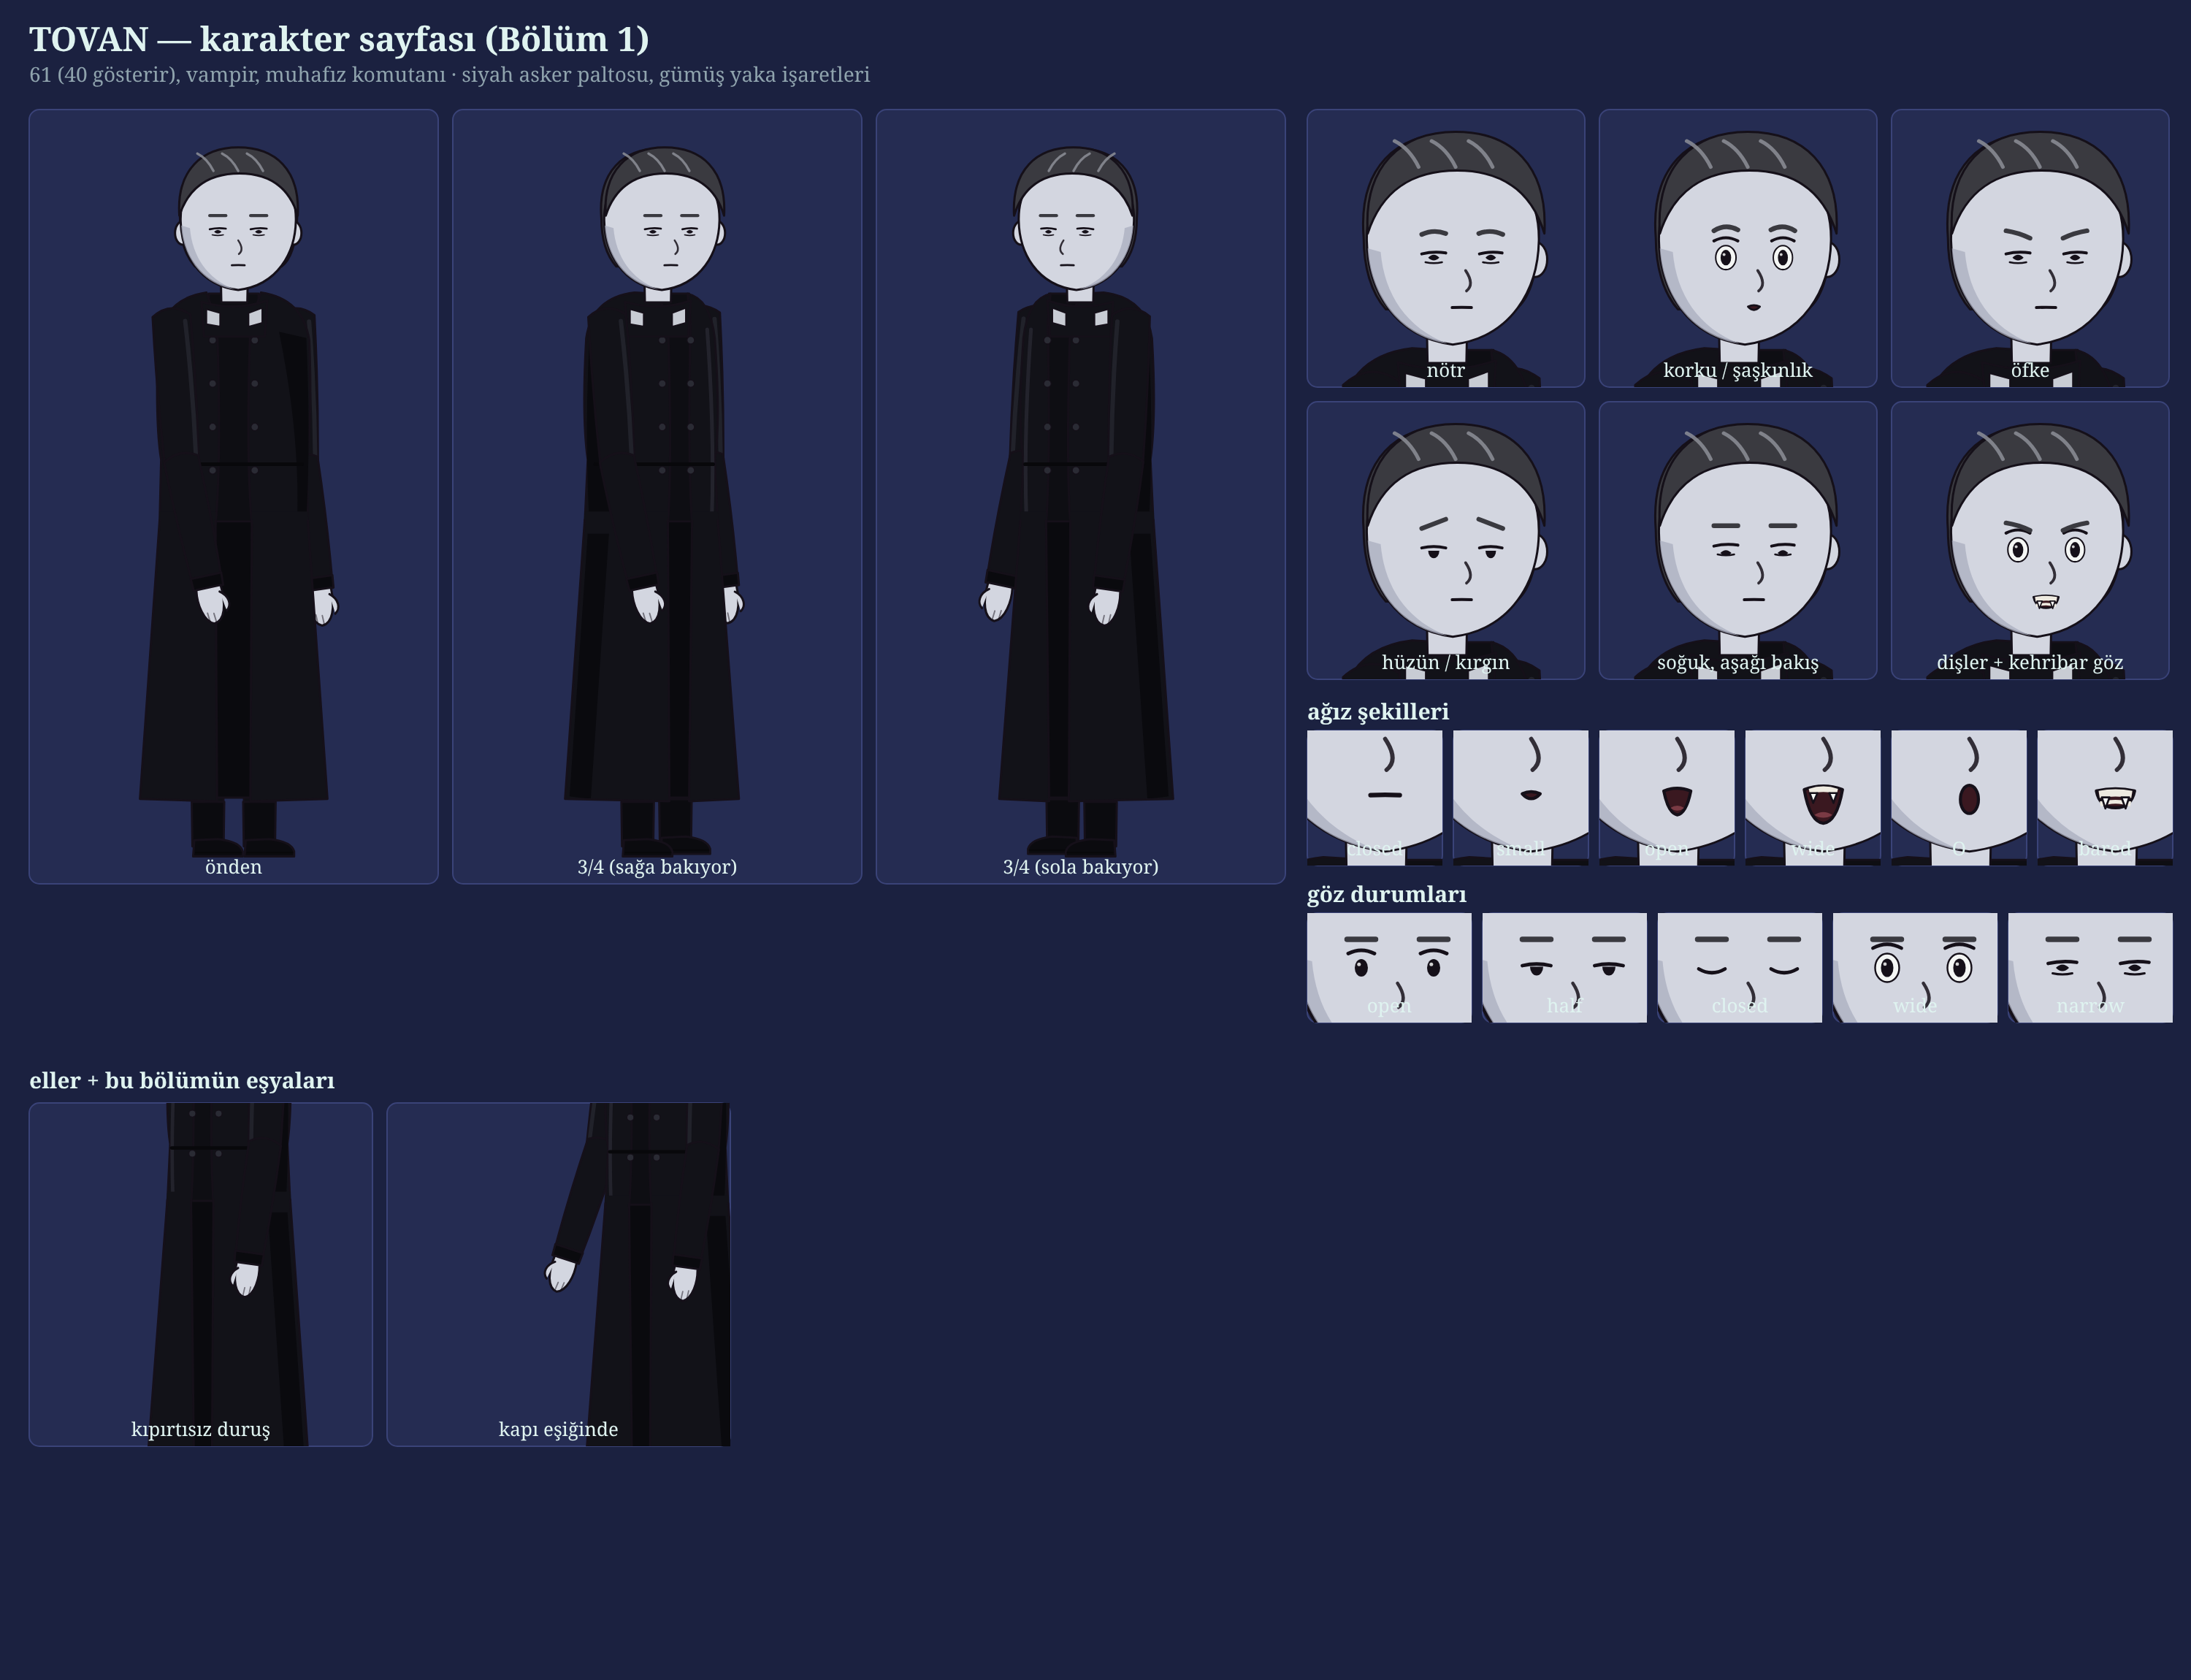 TOVAN — karakter sayfası (Bölüm 1)
61 (40 gösterir), vampir, muhafız komutanı · siyah asker paltosu, gümüş yaka işaretleri
önden
3/4 (sağa bakıyor)
3/4 (sola bakıyor)
nötr
korku / şaşkınlık
öfke
hüzün / kırgın
soğuk, aşağı bakış
dişler + kehribar göz
ağız şekilleri
closed
small
open
wide
O
bared
göz durumları
open
half
closed
wide
narrow
eller + bu bölümün eşyaları
kıpırtısız duruş
kapı eşiğinde